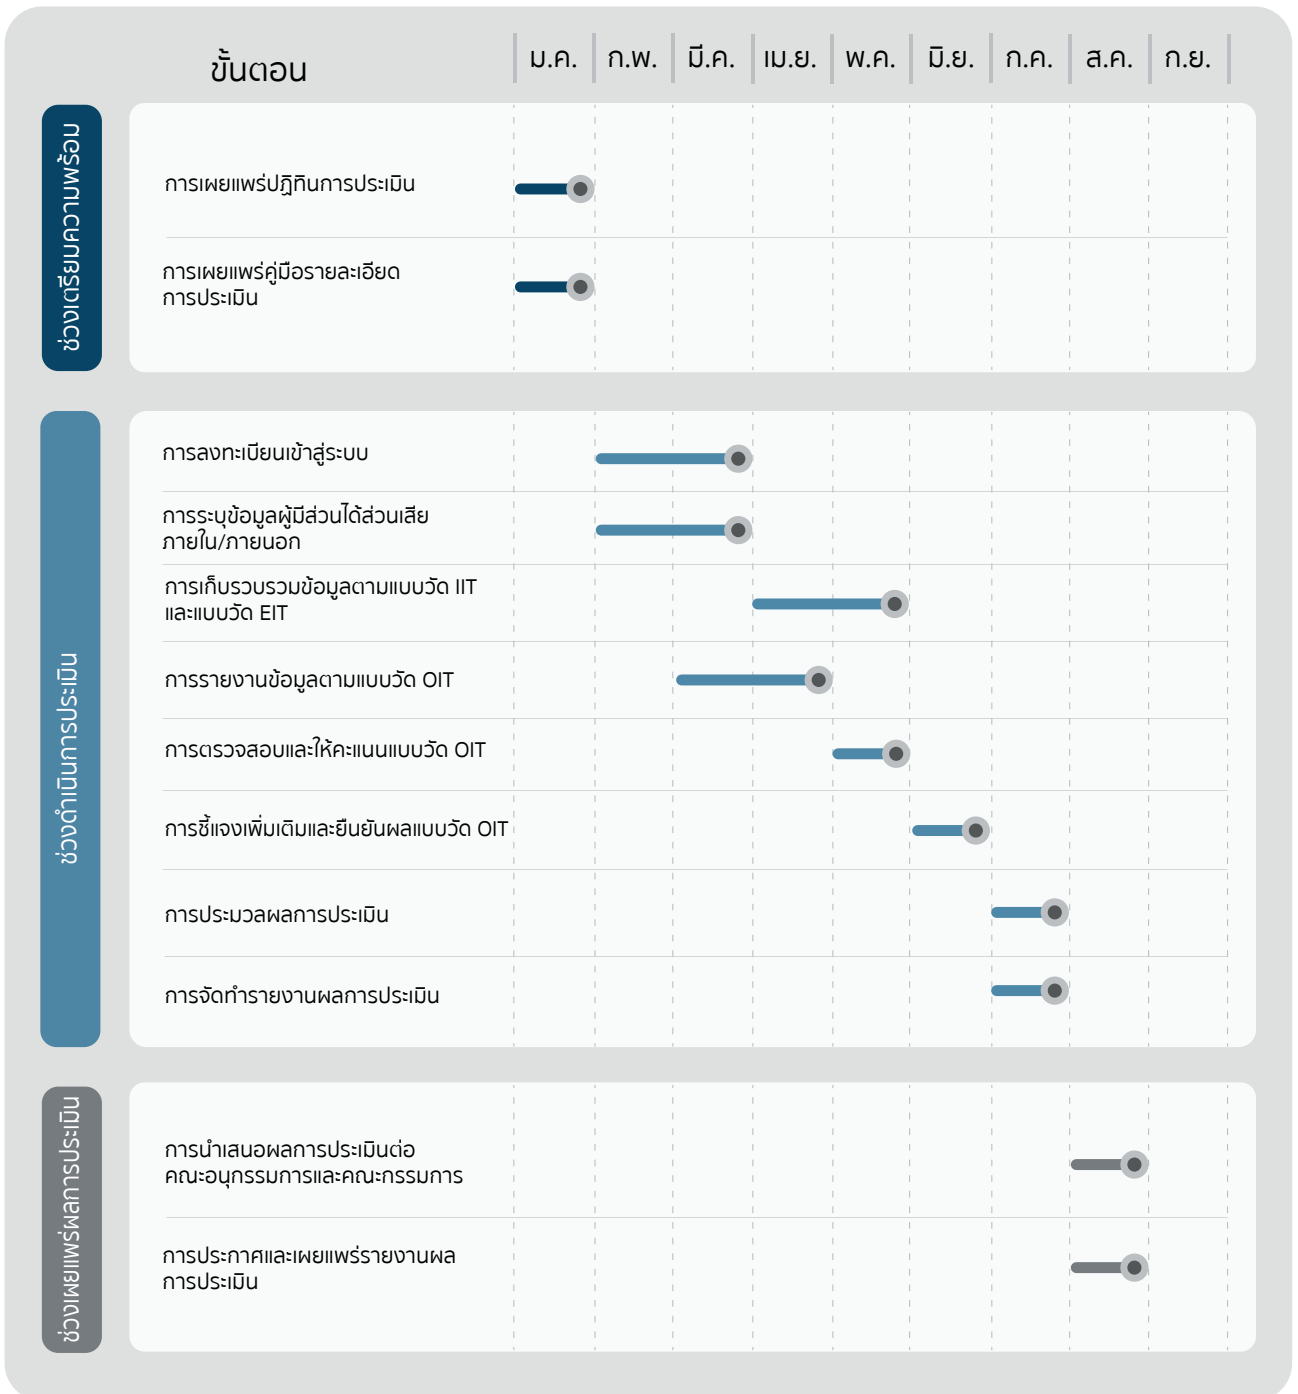 ขั้นตอน
ม.ค. ก.พ. มี.ค. เม.ย. พ.ค. มิ.ย. ก.ค. ส.ค. ก.ย.
ช่วงเตรียมความพร้อม
การเผยแพร่ปฏิทินการประเมิน
การเผยแพร่คู่มือรายละเอียด
การประเมิน
ช่วงดำเนินการประเมิน
การลงทะเบียนเข้าสู่ระบบ
การระบุข้อมูลผู้มีส่วนได้ส่วนเสีย
ภายใน/ภายนอก
การเก็บรวบรวมข้อมูลตามแบบวัด IIT
และแบบวัด EIT
การรายงานข้อมูลตามแบบวัด OIT
การตรวจสอบและให้คะแนนแบบวัด OIT
การชี้แจงเพิ่มเติมและยืนยันผลแบบวัด OIT
การประมวลผลการประเมิน
การจัดทำรายงานผลการประเมิน
ช่วงเผยแพร่ผลการประเมิน
การนำเสนอผลการประเมินต่อ
คณะอนุกรรมการและคณะกรรมการ
การประกาศและเผยแพร่รายงานผล
การประเมิน